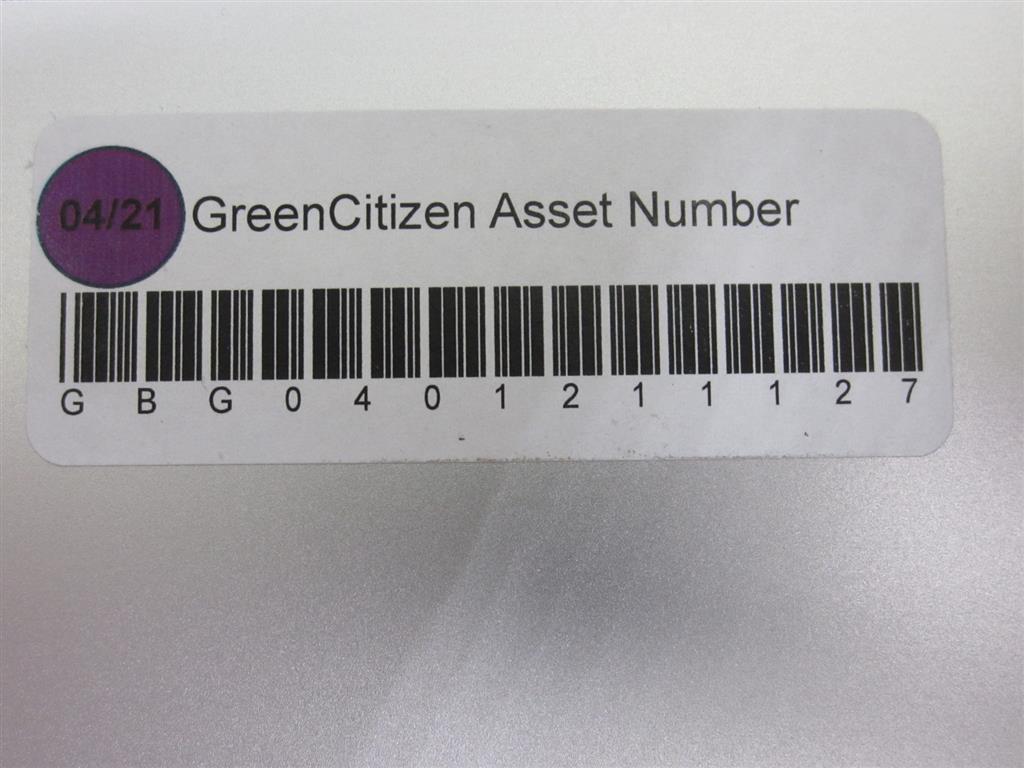 04/21 GreenCitizen Asset Number
G B G 0 4 0 1 2 1 1 1 2 7